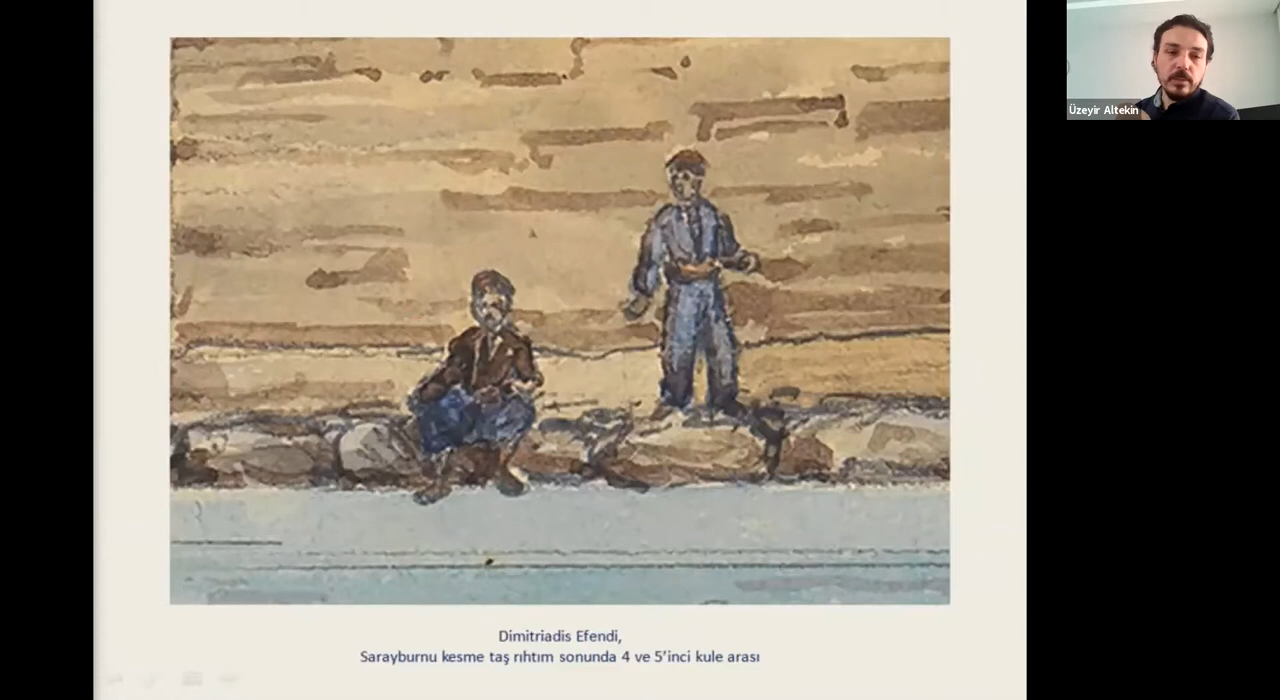 Üzeyir Altekin
Dimitriadis Efendi,
Sarayburnu kesme taş rıhtım sonunda 4 ve 5’inci kule arası